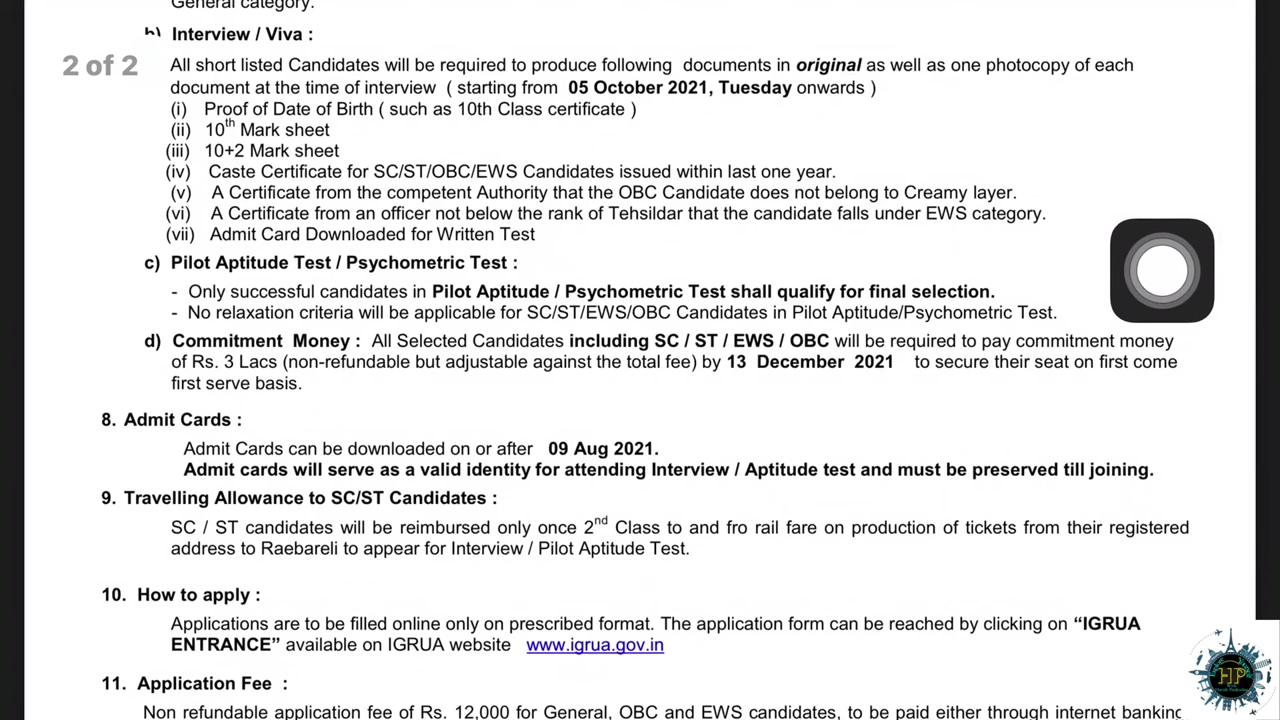 General category.
b) Interview / Viva :
2 of 2
All short listed Candidates will be required to produce following documents in original as well as one photocopy of each
document at the time of interview ( starting from 05 October 2021, Tuesday onwards )
(i) Proof of Date of Birth ( such as 10th Class certificate )
(ii) 10th Mark sheet
(iii) 10+2 Mark sheet
(iv) Caste Certificate for SC/ST/OBC/EWS Candidates issued within last one year.
(v) A Certificate from the competent Authority that the OBC Candidate does not belong to Creamy layer.
(vi) A Certificate from an officer not below the rank of Tehsildar that the candidate falls under EWS category.
(vii) Admit Card Downloaded for Written Test
c) Pilot Aptitude Test / Psychometric Test :
- Only successful candidates in Pilot Aptitude / Psychometric Test shall qualify for final selection.
- No relaxation criteria will be applicable for SC/ST/EWS/OBC Candidates in Pilot Aptitude/Psychometric Test.
d) Commitment Money : All Selected Candidates including SC / ST / EWS / OBC will be required to pay commitment money
of Rs. 3 Lacs (non-refundable but adjustable against the total fee) by 13 December 2021 to secure their seat on first come
first serve basis.
8. Admit Cards :
Admit Cards can be downloaded on or after 09 Aug 2021.
Admit cards will serve as a valid identity for attending Interview / Aptitude test and must be preserved till joining.
9. Travelling Allowance to SC/ST Candidates :
SC / ST candidates will be reimbursed only once 2nd Class to and fro rail fare on production of tickets from their registered
address to Raebareli to appear for Interview / Pilot Aptitude Test.
10. How to apply :
Applications are to be filled online only on prescribed format. The application form can be reached by clicking on “IGRUA
ENTRANCE” available on IGRUA website www.igrua.gov.in
11. Application Fee :
Non refundable application fee of Rs. 12,000 for General, OBC and EWS candidates, to be paid either through internet banking
HP